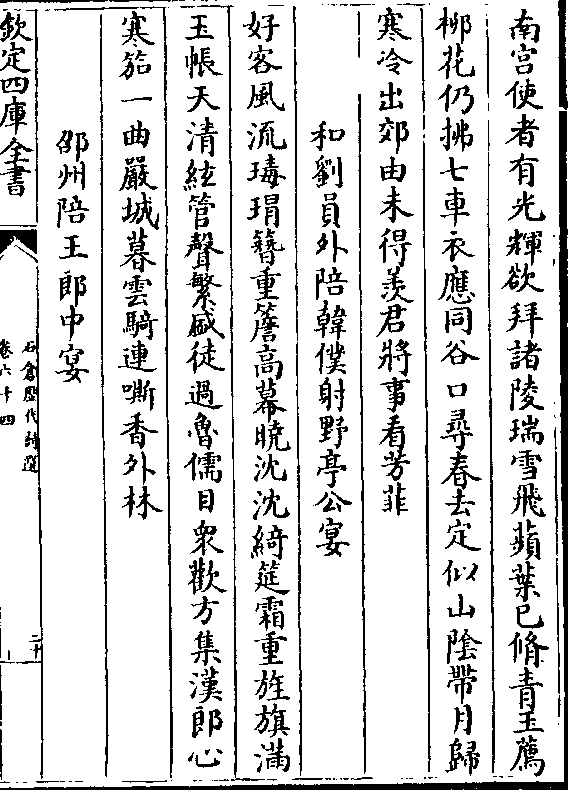 南宫使者有光輝欲拜諸陵瑞雪飛蘋葉已脩青玉薦
栁花仍拂七車衣應同谷口尋春去定似山陰帶月歸
寒冷出郊由未得羨君將事看芳菲
和劉員外陪韓僕射野亭公宴
好客風流瑇瑁簪重簷高幕曉沈沈綺筵霜重旌旗滿
玉帳天清絃管聲繁戚徒過魯儒目衆歡方集漢郎心
寒笳一曲嚴城暮雲騎連嘶香外林
邵州陪王郎中宴
欽定四庫全書
石倉歷代詩選
卷六十四
二十